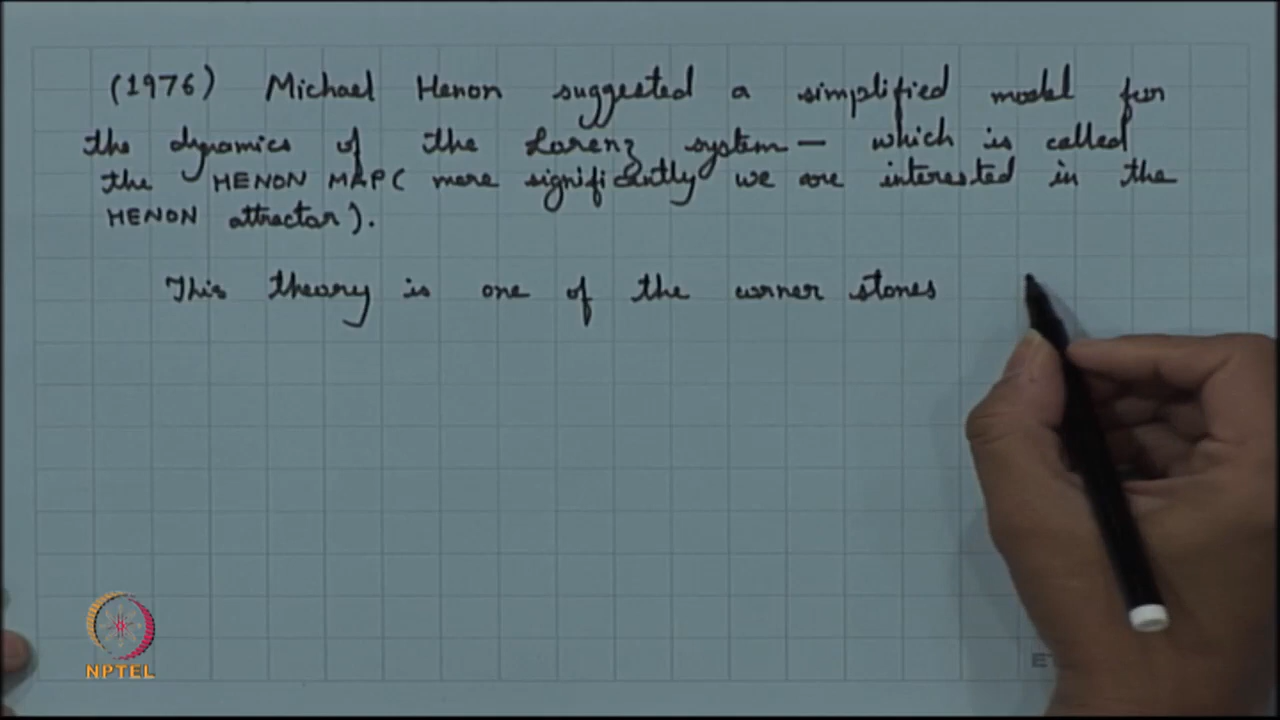 (1976) Michael Henon suggested a simplified model for
the dynamics of the Lorenz system — which is called
the HENON MAP ( more significantly we are interested in the
HENON attractor ).
This theory is one of the corner stones
NPTEL